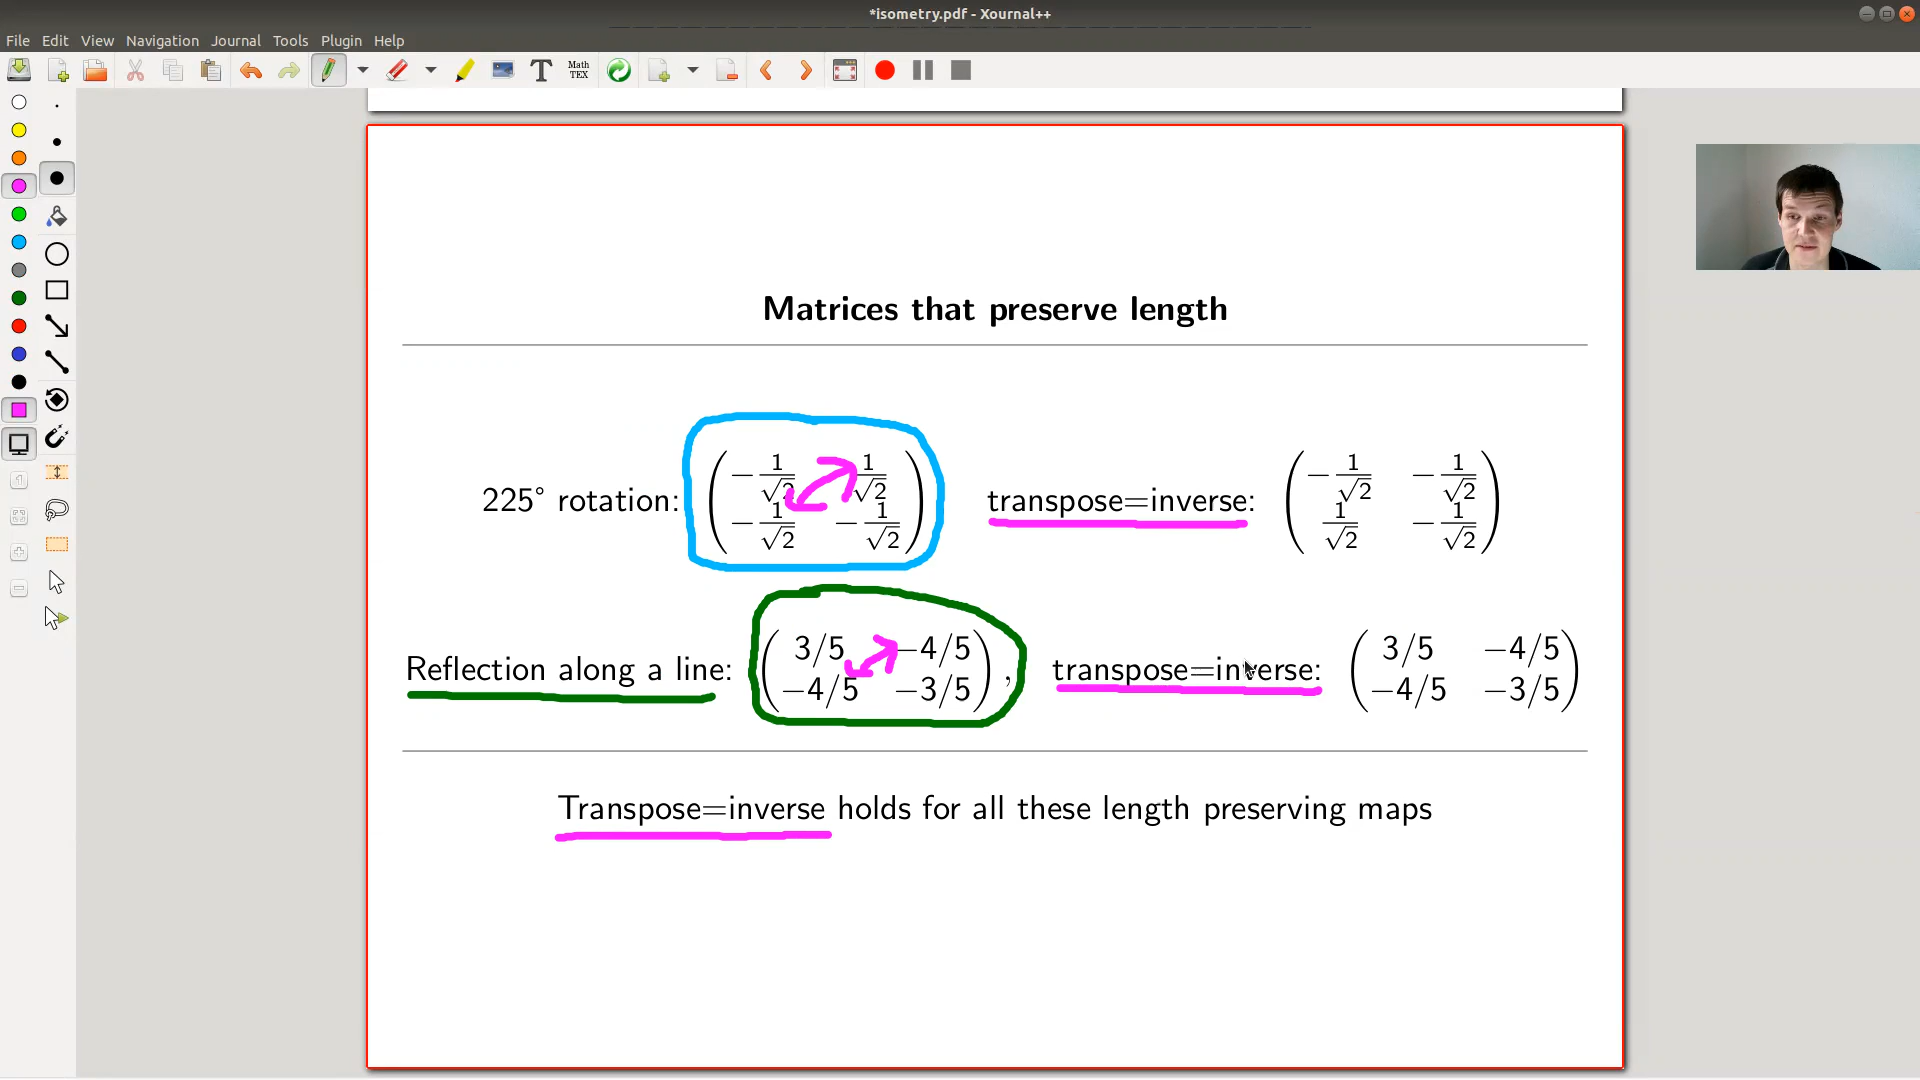 *isometry.pdf - Xournal++
File Edit View Navigation Journal Tools Plugin Help
T Math TEX
Matrices that preserve length
225° rotation: (−1/√2 1/√2 −1/√2 −1/√2) transpose=inverse: (−1/√2 −1/√2 1/√2 −1/√2)
Reflection along a line: (3/5 −4/5 −4/5 −3/5), transpose=inverse: (3/5 −4/5 −4/5 −3/5)
Transpose=inverse holds for all these length preserving maps